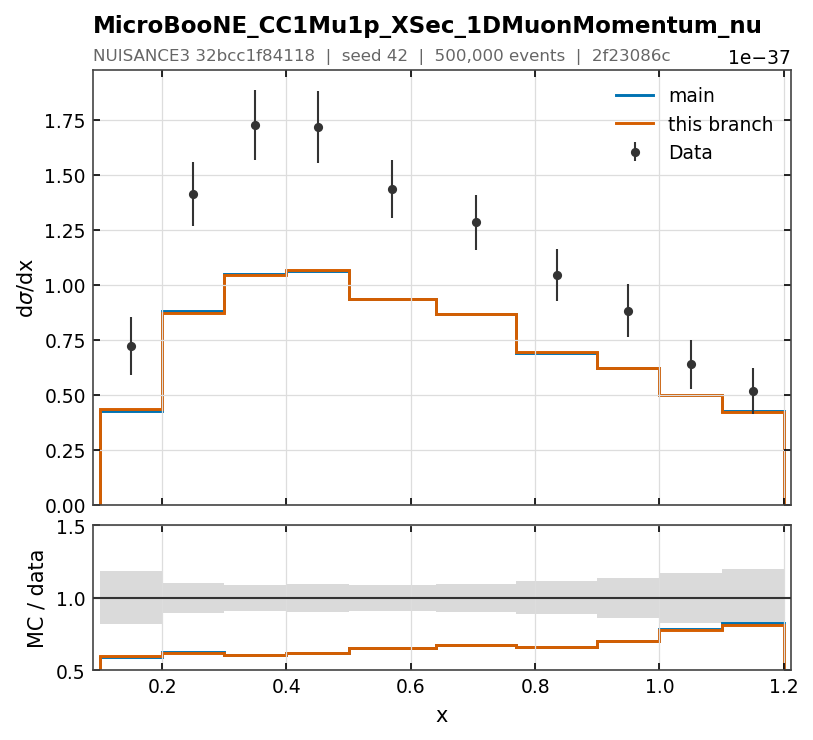 MicroBooNE_CC1Mu1p_XSec_1DMuonMomentum_nu
NUISANCE3 32bcc1f84118 | seed 42 | 500,000 events | 2f23086c
1e−37
main
this branch
Data
dσ/dx
1.75
1.50
1.25
1.00
0.75
0.50
0.25
0.00
MC / data
1.5
1.0
0.5
0.2 0.4 0.6 0.8 1.0 1.2
x